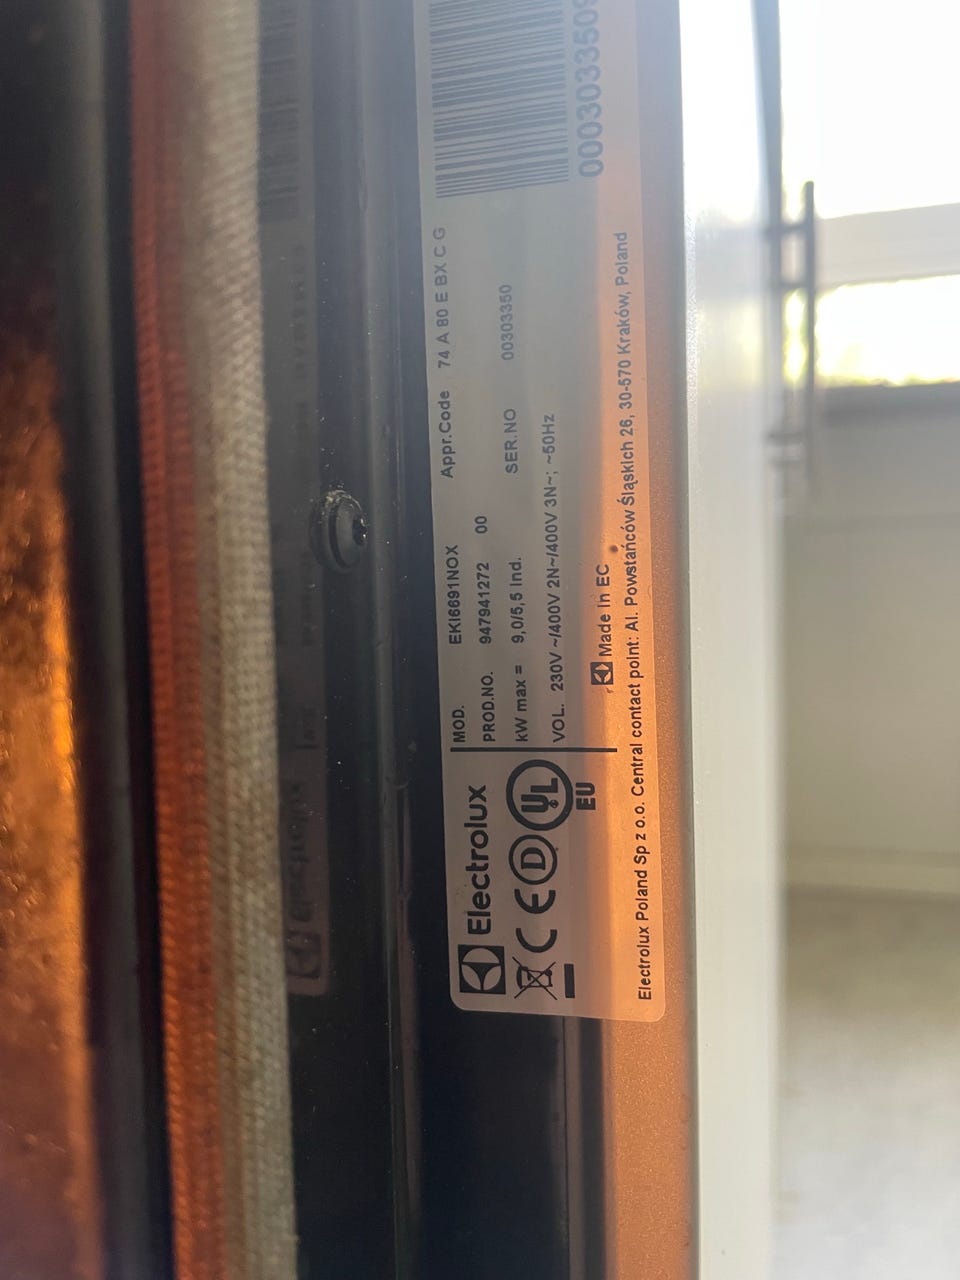 Electrolux
MOD. EKI6691NOX Appr.Code 74 A 80 E BX C G
PROD.NO. 947941272 00
kW max = 9,0/5,5 Ind. SER.NO 00303350
VOL. 230V ~/400V 2N~/400V 3N~; ~50Hz
CE D UL
EU
Made in EC
Electrolux Poland Sp z o.o. Central contact point: Al. Powstańców Śląskich 26, 30-570 Kraków, Poland